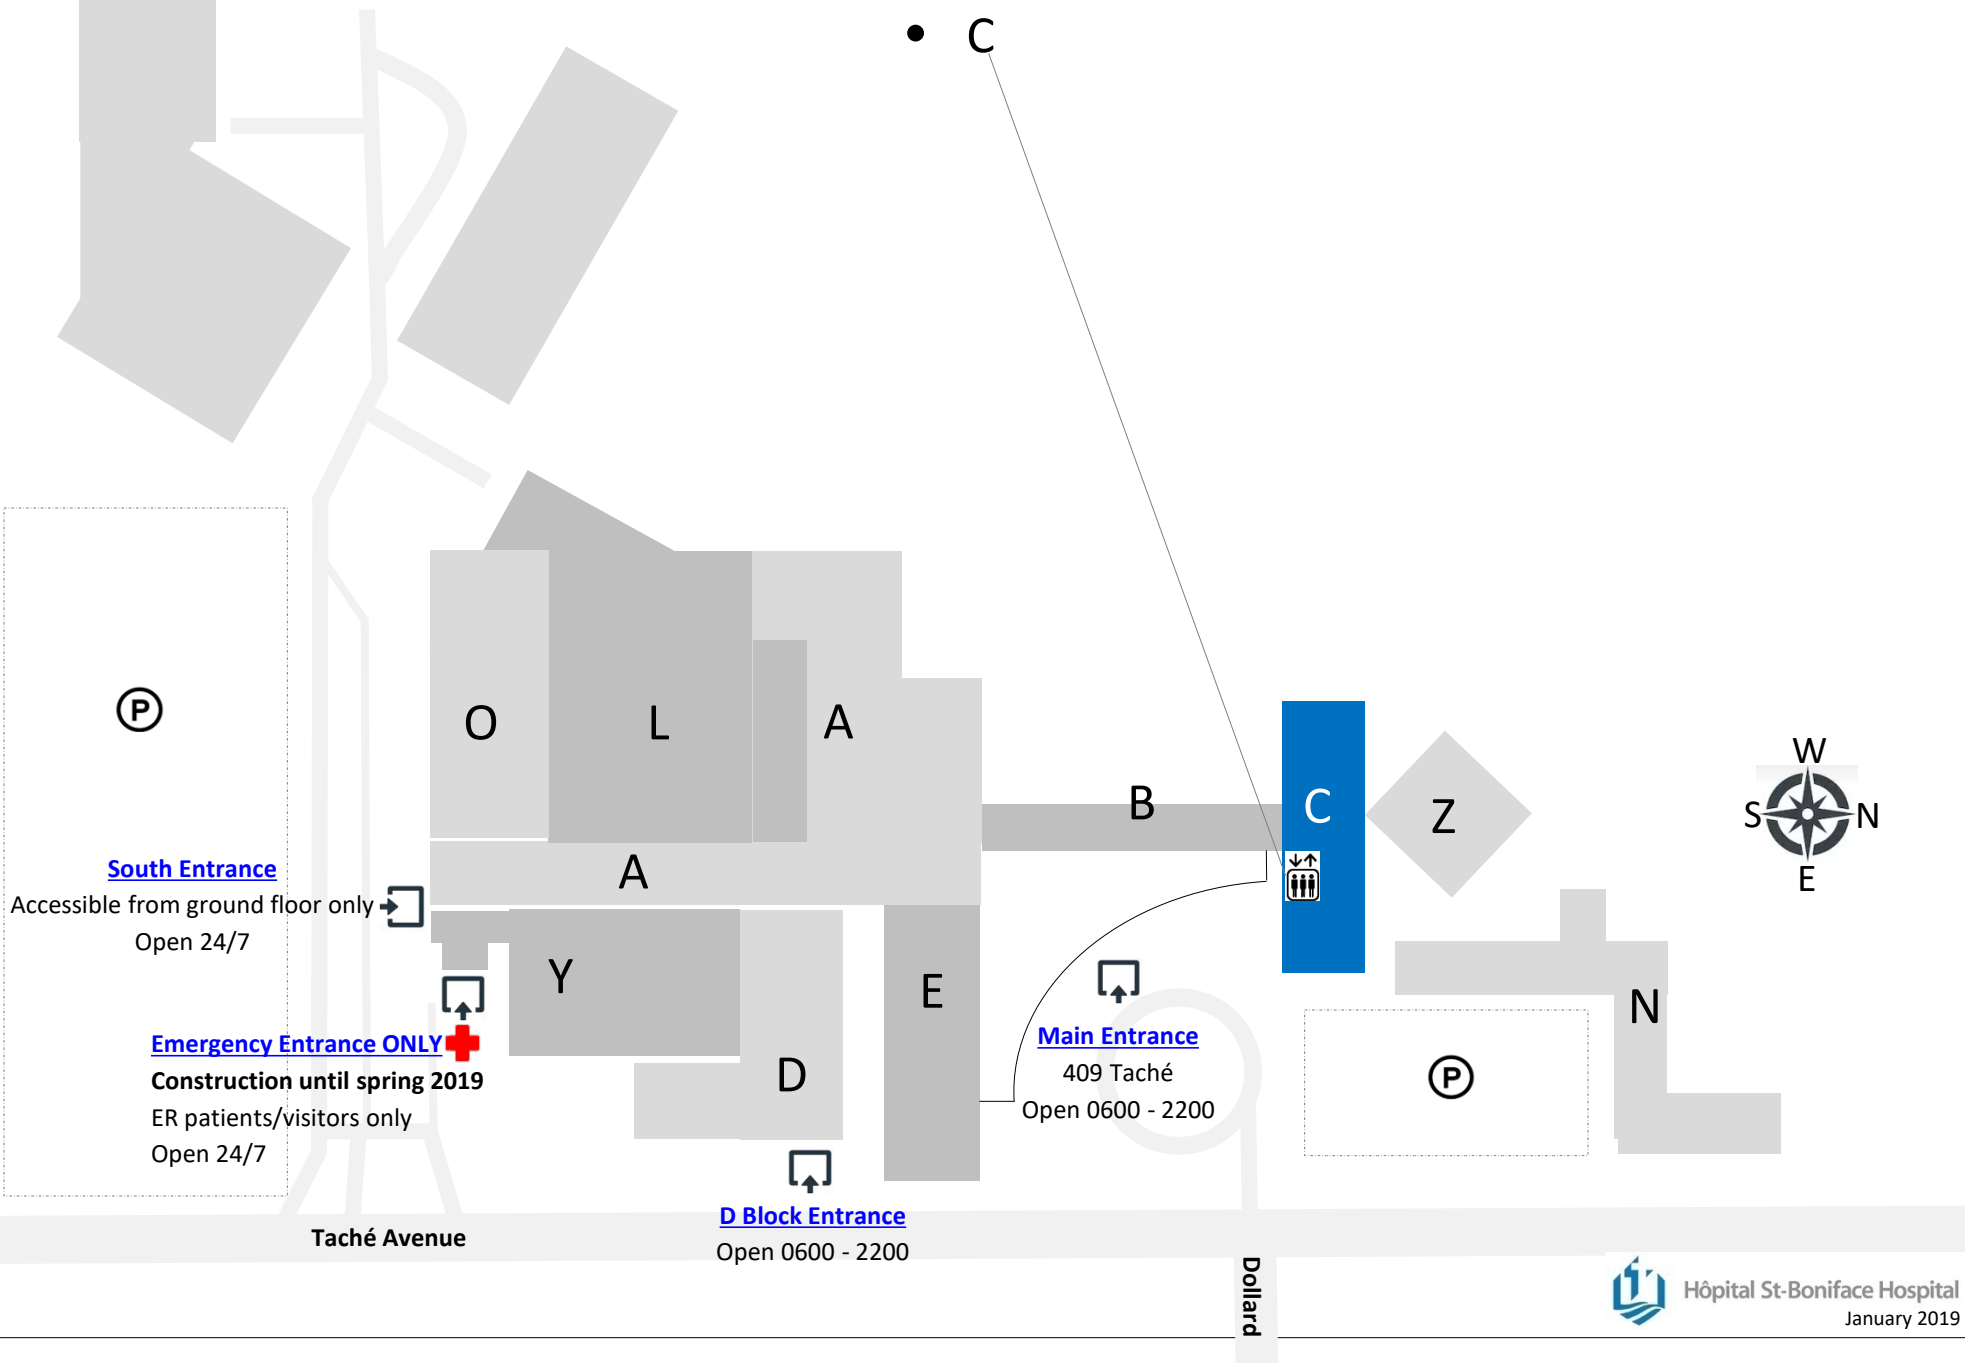 • C
W
S N
E
O
L
A
B
C
Z
A
South Entrance
Accessible from ground floor only
Open 24/7
Y
E
N
D
Emergency Entrance ONLY
Construction until spring 2019
ER patients/visitors only
Open 24/7
Main Entrance
409 Taché
Open 0600 - 2200
P
P
D Block Entrance
Open 0600 - 2200
Taché Avenue
Dollard
Hôpital St-Boniface Hospital
January 2019